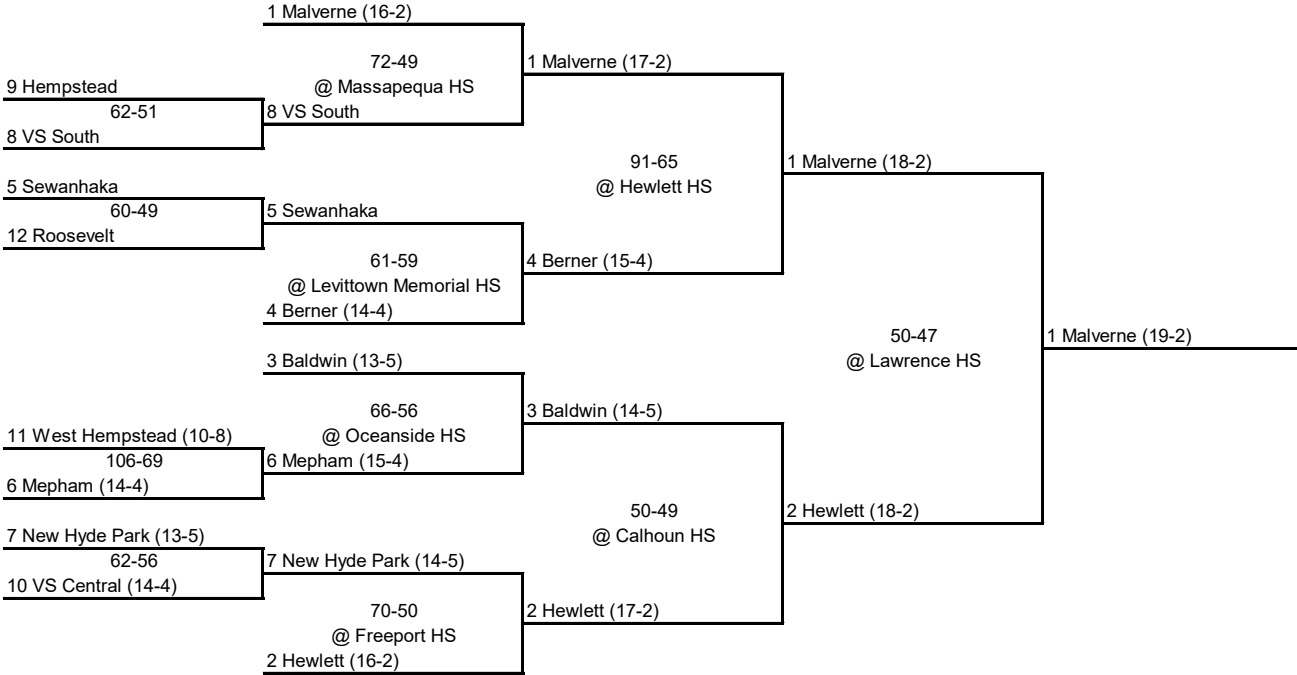 1 Malverne (16-2)
72-49
@ Massapequa HS
1 Malverne (17-2)
9 Hempstead
62-51
8 VS South
8 VS South
91-65
@ Hewlett HS
1 Malverne (18-2)
5 Sewanhaka
60-49
5 Sewanhaka
12 Roosevelt
61-59
@ Levittown Memorial HS
4 Berner (15-4)
4 Berner (14-4)
50-47
@ Lawrence HS
1 Malverne (19-2)
3 Baldwin (13-5)
66-56
@ Oceanside HS
3 Baldwin (14-5)
11 West Hempstead (10-8)
106-69
6 Mepham (15-4)
6 Mepham (14-4)
50-49
@ Calhoun HS
2 Hewlett (18-2)
7 New Hyde Park (13-5)
62-56
7 New Hyde Park (14-5)
10 VS Central (14-4)
70-50
@ Freeport HS
2 Hewlett (17-2)
2 Hewlett (16-2)